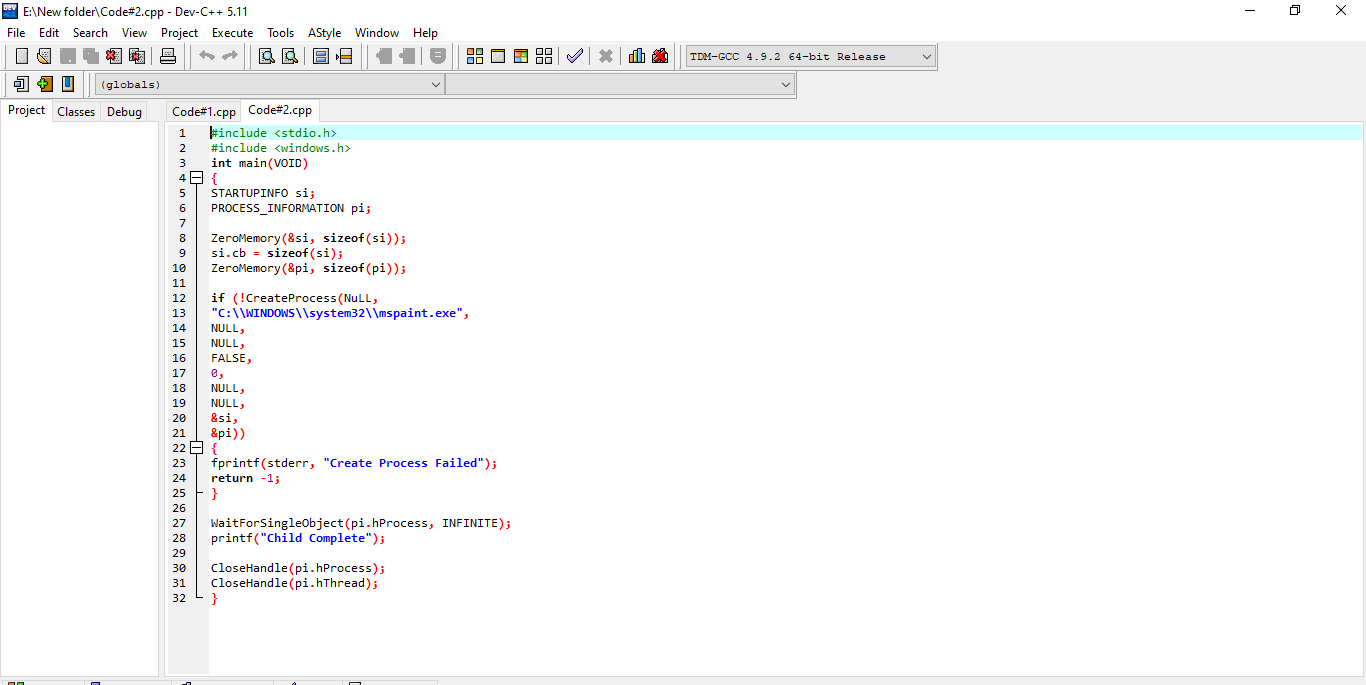 E:\New folder\Code#2.cpp - Dev-C++ 5.11
File Edit Search View Project Execute Tools AStyle Window Help
TDM-GCC 4.9.2 64-bit Release
(globals)
Project Classes Debug Code#1.cpp Code#2.cpp
1 #include <stdio.h>
2 #include <windows.h>
3 int main(VOID)
4 {
5 STARTUPINFO si;
6 PROCESS_INFORMATION pi;
7
8 ZeroMemory(&si, sizeof(si));
9 si.cb = sizeof(si);
10 ZeroMemory(&pi, sizeof(pi));
11
12 if (!CreateProcess(NuLL,
13 "C:\\WINDOWS\\system32\\mspaint.exe",
14 NULL,
15 NULL,
16 FALSE,
17 0,
18 NULL,
19 NULL,
20 &si,
21 &pi))
22 {
23 fprintf(stderr, "Create Process Failed");
24 return -1;
25 }
26
27 WaitForSingleObject(pi.hProcess, INFINITE);
28 printf("Child Complete");
29
30 CloseHandle(pi.hProcess);
31 CloseHandle(pi.hThread);
32 }